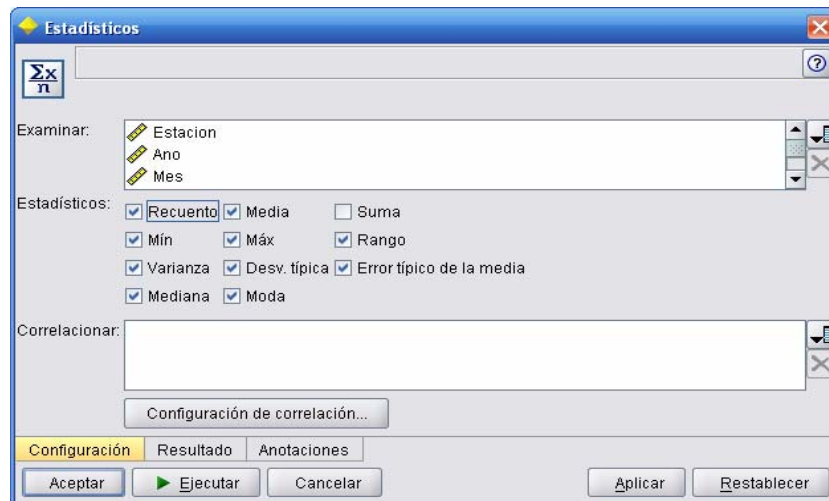 Estadísticos
Σx
n
?
Examinar:
Estacion
Ano
Mes
Estadísticos:
Recuento Media Suma
Mín Máx Rango
Varianza Desv. típica Error típico de la media
Mediana Moda
Correlacionar:
Configuración de correlación...
Configuración Resultado Anotaciones
Aceptar Ejecutar Cancelar Aplicar Restablecer